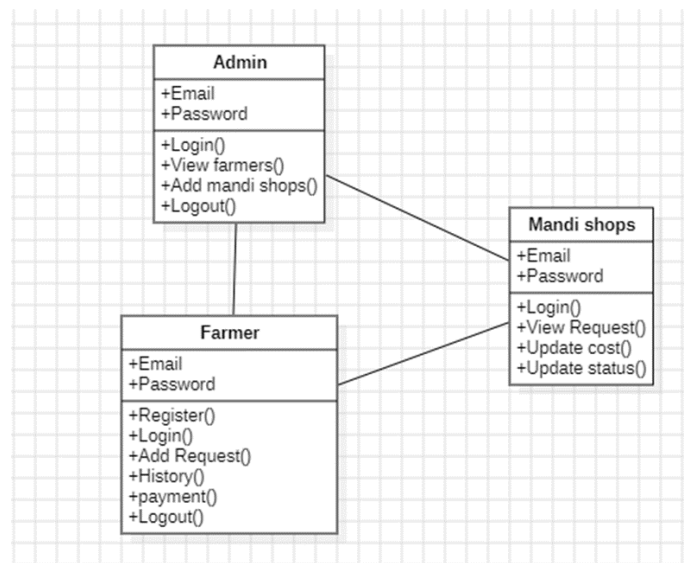 Admin
+Email
+Password
+Login()
+View farmers()
+Add mandi shops()
+Logout()
Mandi shops
+Email
+Password
+Login()
+View Request()
+Update cost()
+Update status()
Farmer
+Email
+Password
+Register()
+Login()
+Add Request()
+History()
+payment()
+Logout()